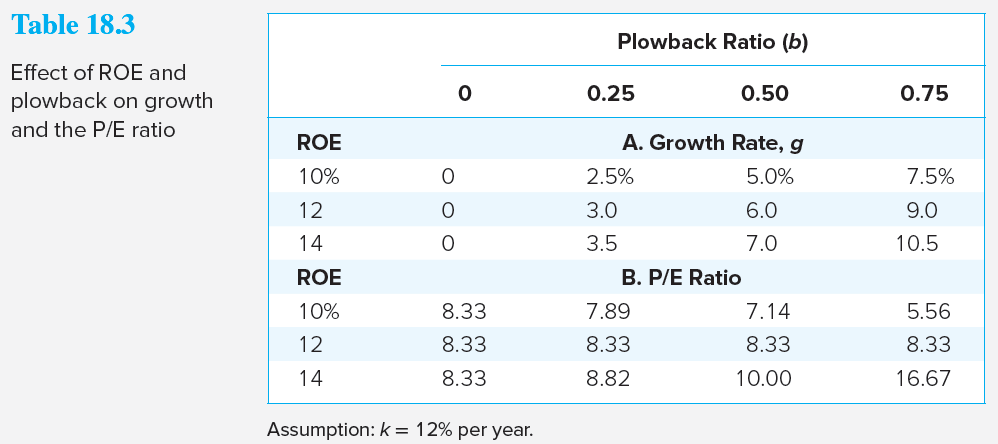 Table 18.3
Effect of ROE and
plowback on growth
and the P/E ratio
Plowback Ratio (b)
0 0.25 0.50 0.75
ROE A. Growth Rate, g
10% 0 2.5% 5.0% 7.5%
12 0 3.0 6.0 9.0
14 0 3.5 7.0 10.5
ROE B. P/E Ratio
10% 8.33 7.89 7.14 5.56
12 8.33 8.33 8.33 8.33
14 8.33 8.82 10.00 16.67
Assumption: k = 12% per year.